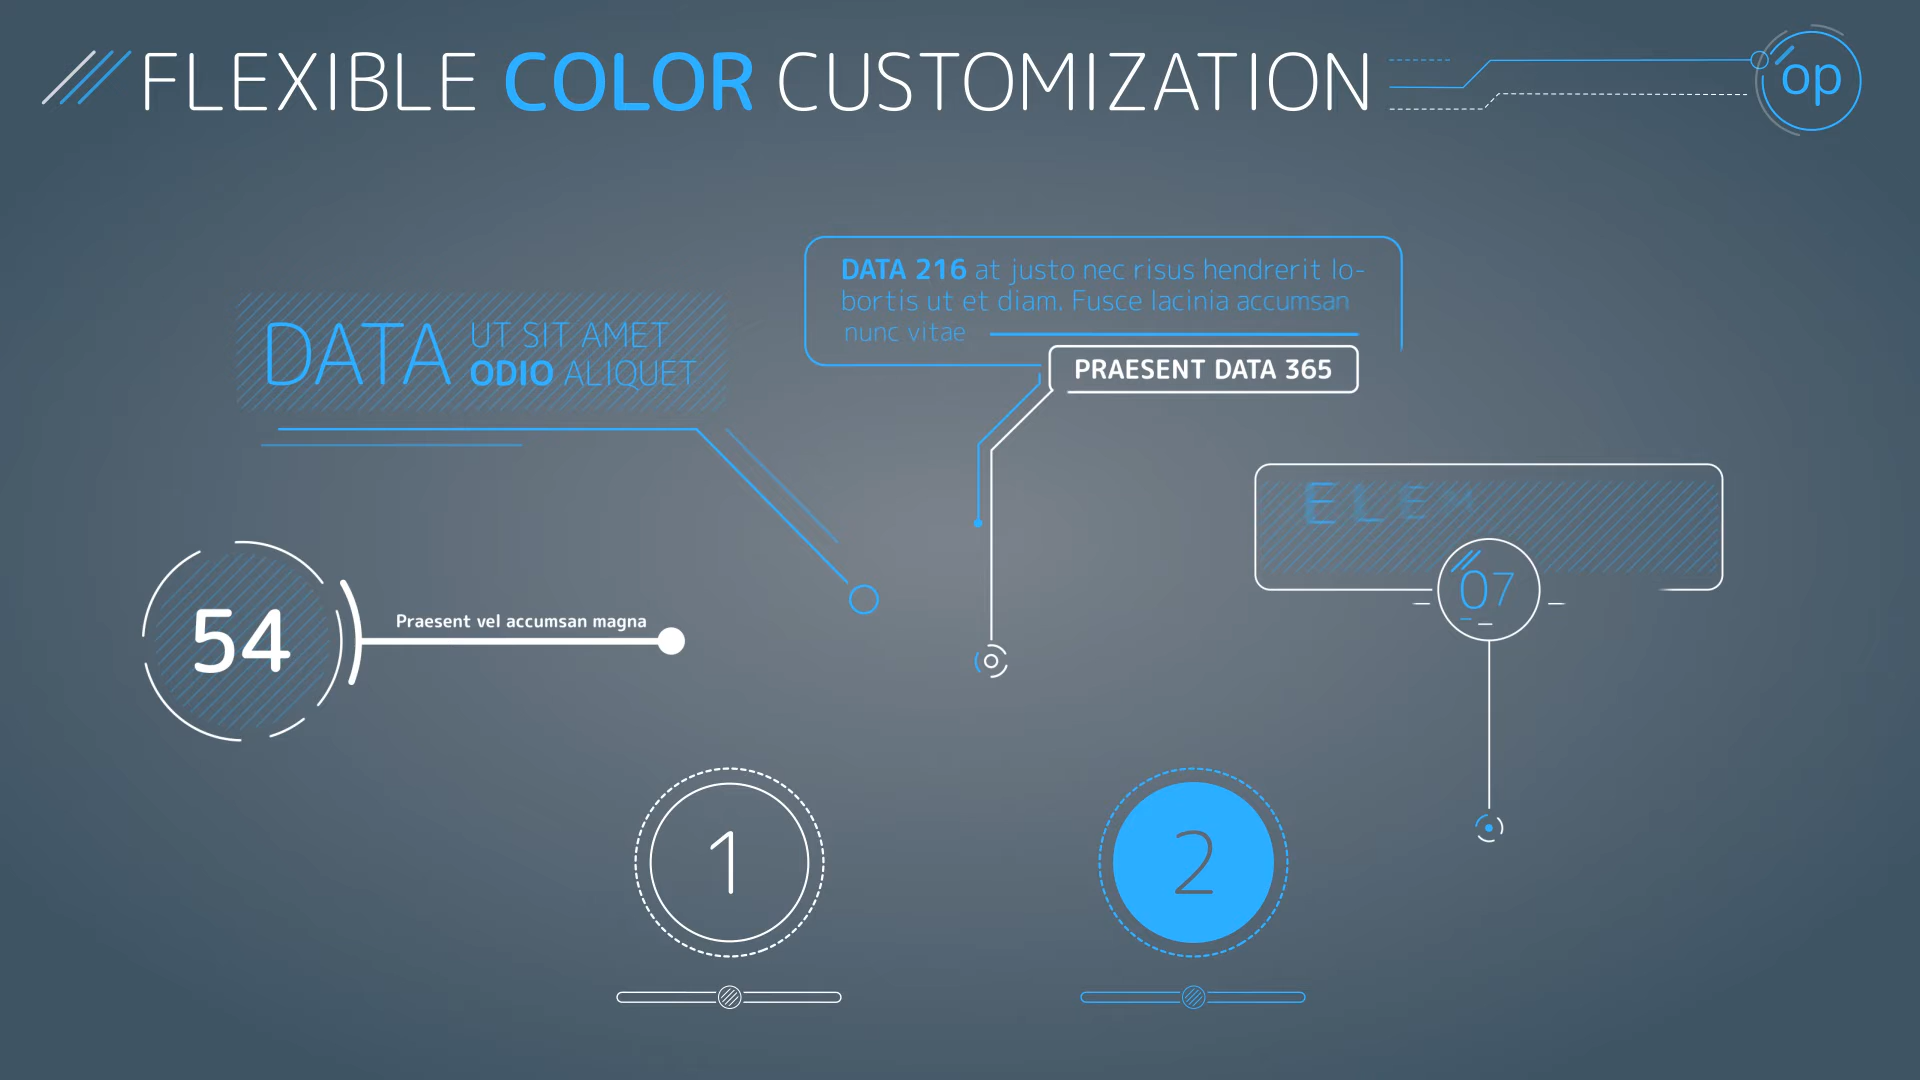 FLEXIBLE COLOR CUSTOMIZATION
op
DATA 216 at justo nec risus hendrerit lo-
bortis ut et diam. Fusce lacinia accumsan
nunc vitae
PRAESENT DATA 365
DATA
UT SIT AMET
ODIO ALIQUET
ELEM
07
54
Praesent vel accumsan magna
1
2